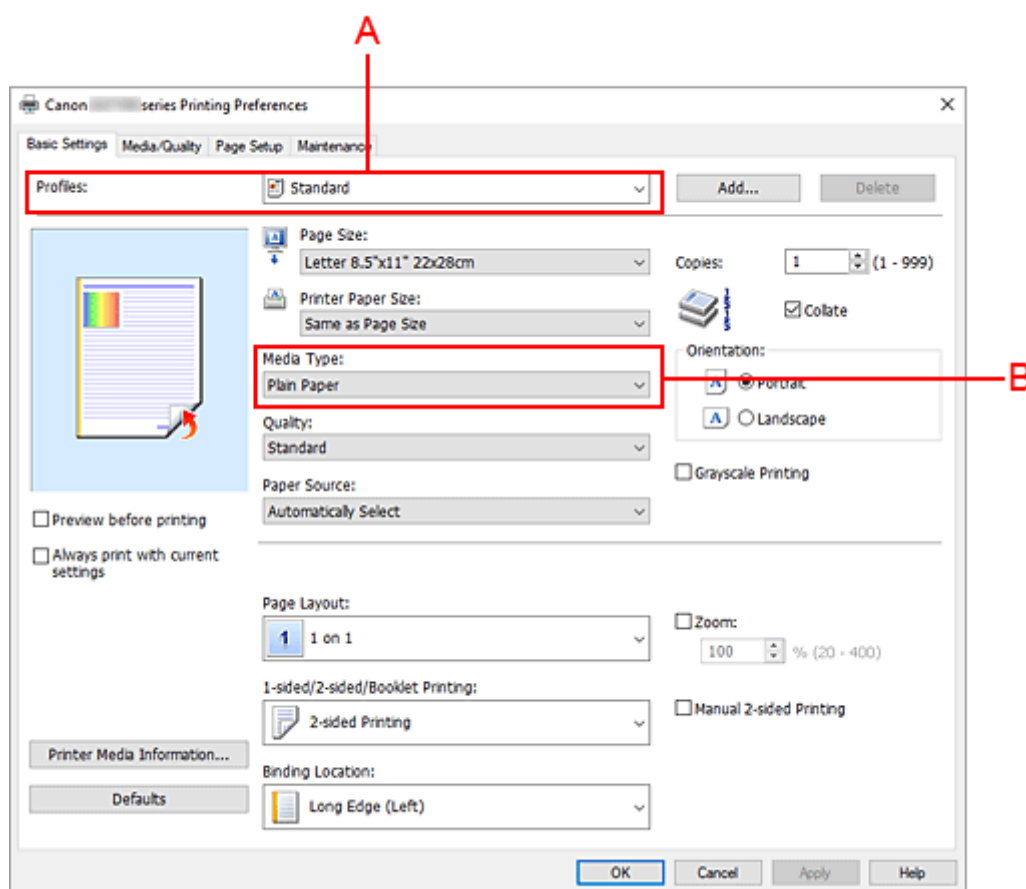 A
Canon series Printing Preferences
Basic Settings Media/Quality Page Setup Maintenance
Profiles: Standard Add... Delete
Page Size:
Letter 8.5"x11" 22x28cm
Copies: 1 (1 - 999)
Printer Paper Size:
Same as Page Size
Collate
Media Type:
Plain Paper
Orientation:
A Portrait
B
A Landscape
Quality:
Standard
Grayscale Printing
Paper Source:
Automatically Select
Preview before printing
Always print with current
settings
Page Layout:
1 1 on 1
Zoom:
100 % (20 - 400)
1-sided/2-sided/Booklet Printing:
2-sided Printing
Manual 2-sided Printing
Printer Media Information...
Defaults
Binding Location:
Long Edge (Left)
OK Cancel Apply Help